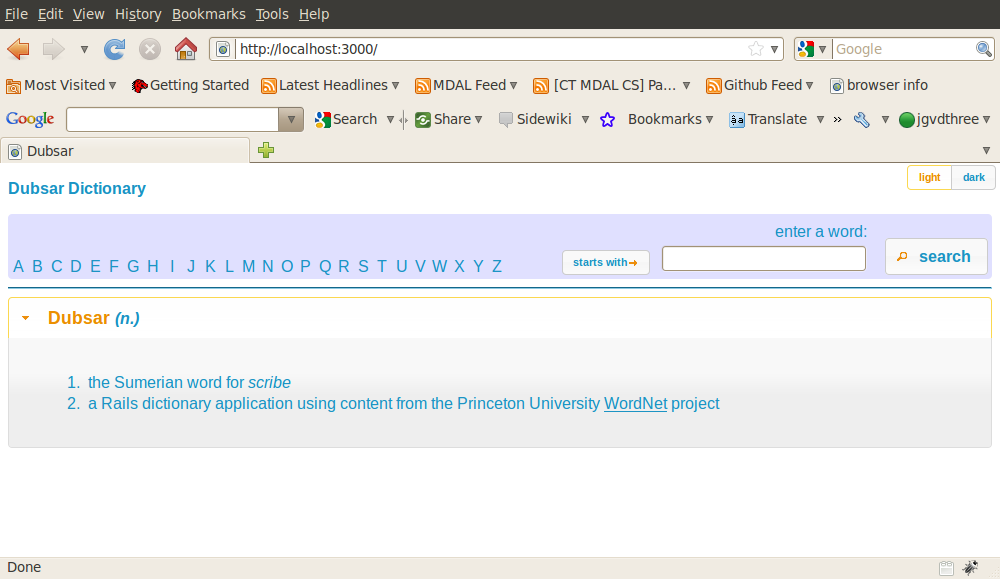 File Edit View History Bookmarks Tools Help
http://localhost:3000/ Google
Most Visited Getting Started Latest Headlines MDAL Feed [CT MDAL CS] Pa... Github Feed browser info
Google Search Share Sidewiki Bookmarks Translate » jgvdthree
Dubsar
light dark
Dubsar Dictionary
enter a word:
A B C D E F G H I J K L M N O P Q R S T U V W X Y Z starts with→ search
Dubsar (n.)
1. the Sumerian word for scribe
2. a Rails dictionary application using content from the Princeton University WordNet project
Done